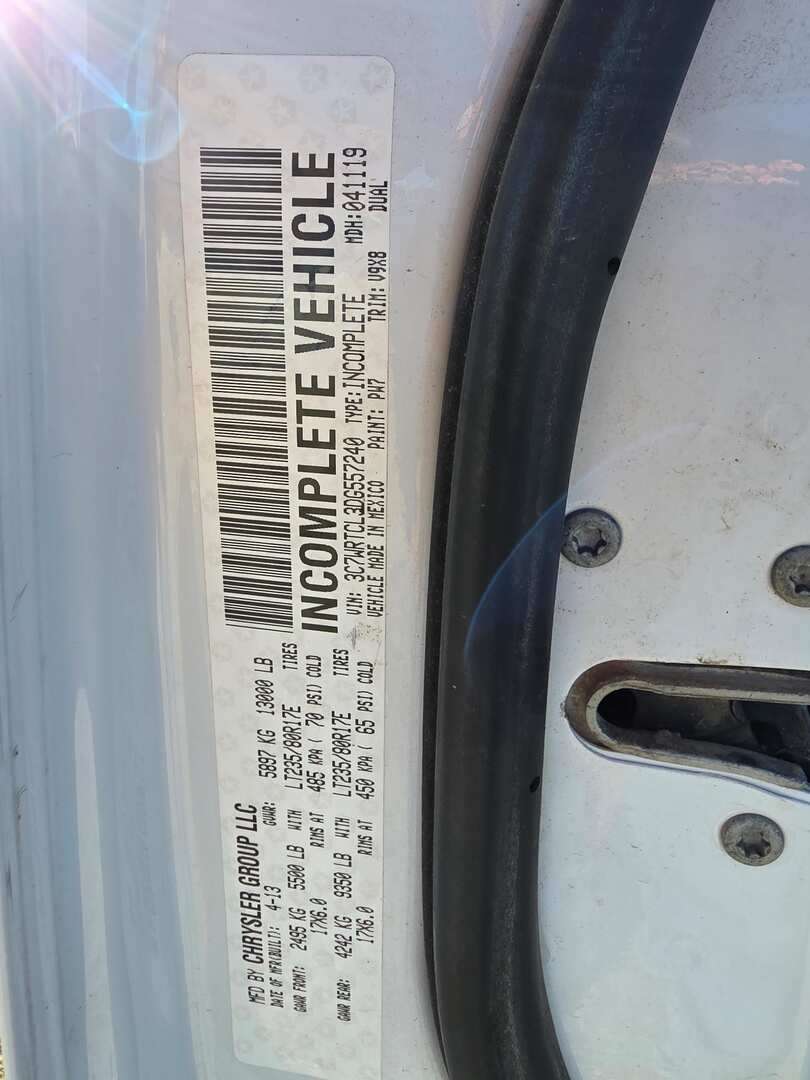 MFD BY CHRYSLER GROUP LLC
DATE OF MFR(BUILT): 4-13 GVWR: 5897 KG 13000 LB
GAWR FRONT: 2495 KG 5500 LB WITH LT235/80R17E TIRES
17X6.0 RIMS AT 485 KPA ( 70 PSI) COLD
GAWR REAR: 4242 KG 9350 LB WITH LT235/80R17E TIRES
17X6.0 RIMS AT 450 KPA ( 65 PSI) COLD
INCOMPLETE VEHICLE
VIN: 3C7WRTCL3DG557240 TYPE:INCOMPLETE MDH:041119
VEHICLE MADE IN MEXICO PAINT: PW7 TRIM: V9X8 DUAL